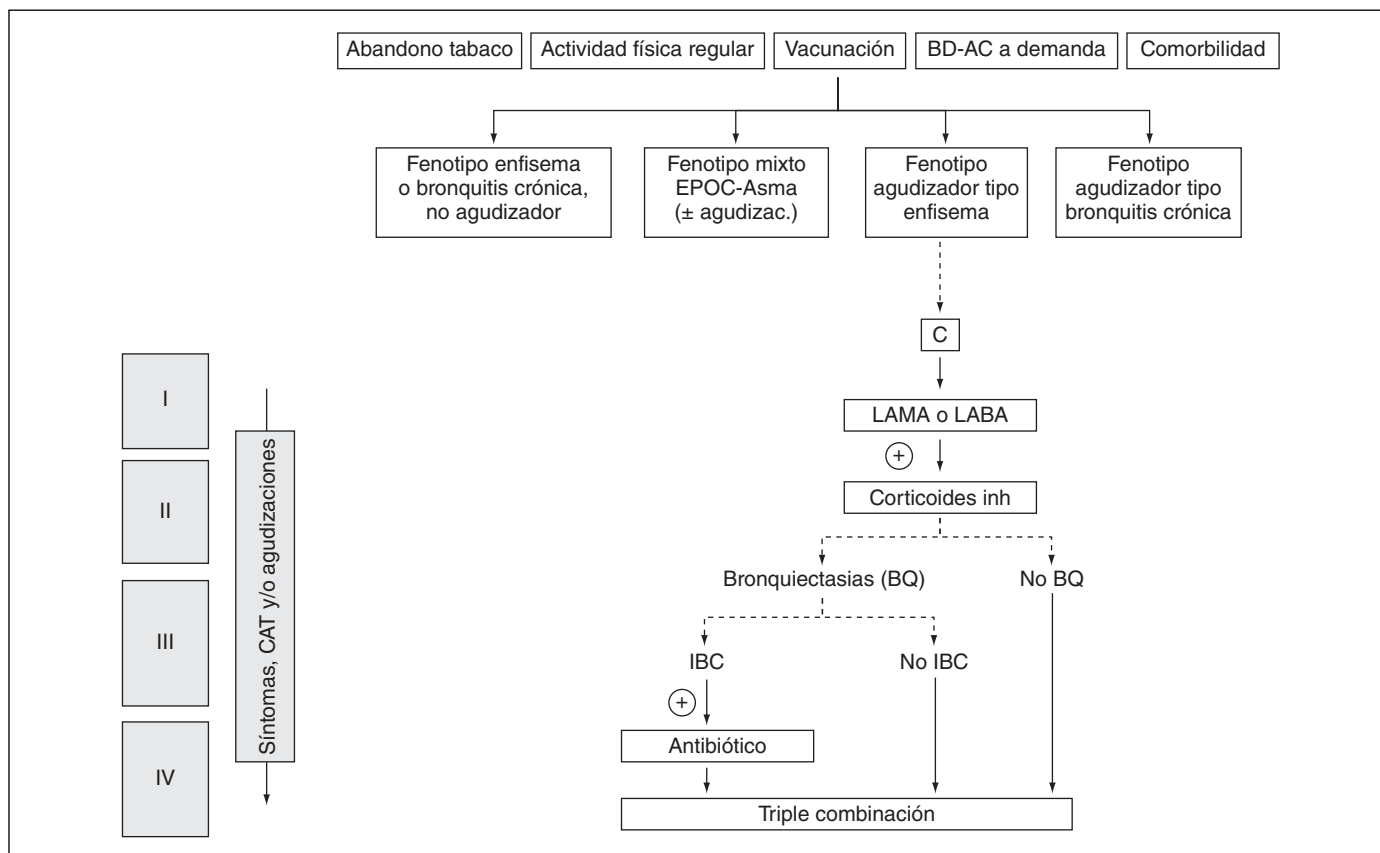 Abandono tabaco
Actividad física regular
Vacunación
BD-AC a demanda
Comorbilidad
Fenotipo enfisema
o bronquitis crónica,
no agudizador
Fenotipo mixto
EPOC-Asma
(± agudizac.)
Fenotipo
agudizador tipo
enfisema
Fenotipo
agudizador tipo
bronquitis crónica
C
I
LAMA o LABA
+
II
Corticoides inh
Síntomas, CAT y/o agudizaciones
Bronquiectasias (BQ)
No BQ
III
IBC
No IBC
+
Antibiótico
IV
Triple combinación